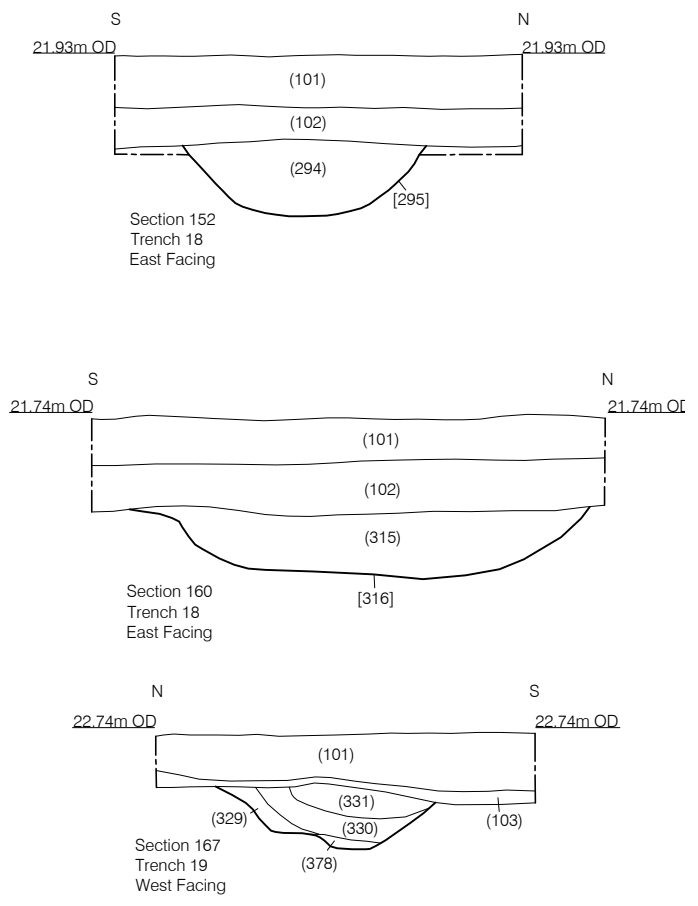 S N
21.93m OD 21.93m OD
(101)
(102)
(294)
[295]
Section 152
Trench 18
East Facing
S N
21.74m OD 21.74m OD
(101)
(102)
(315)
[316]
Section 160
Trench 18
East Facing
N S
22.74m OD 22.74m OD
(101)
(331)
(329) (330) (103)
(378)
Section 167
Trench 19
West Facing